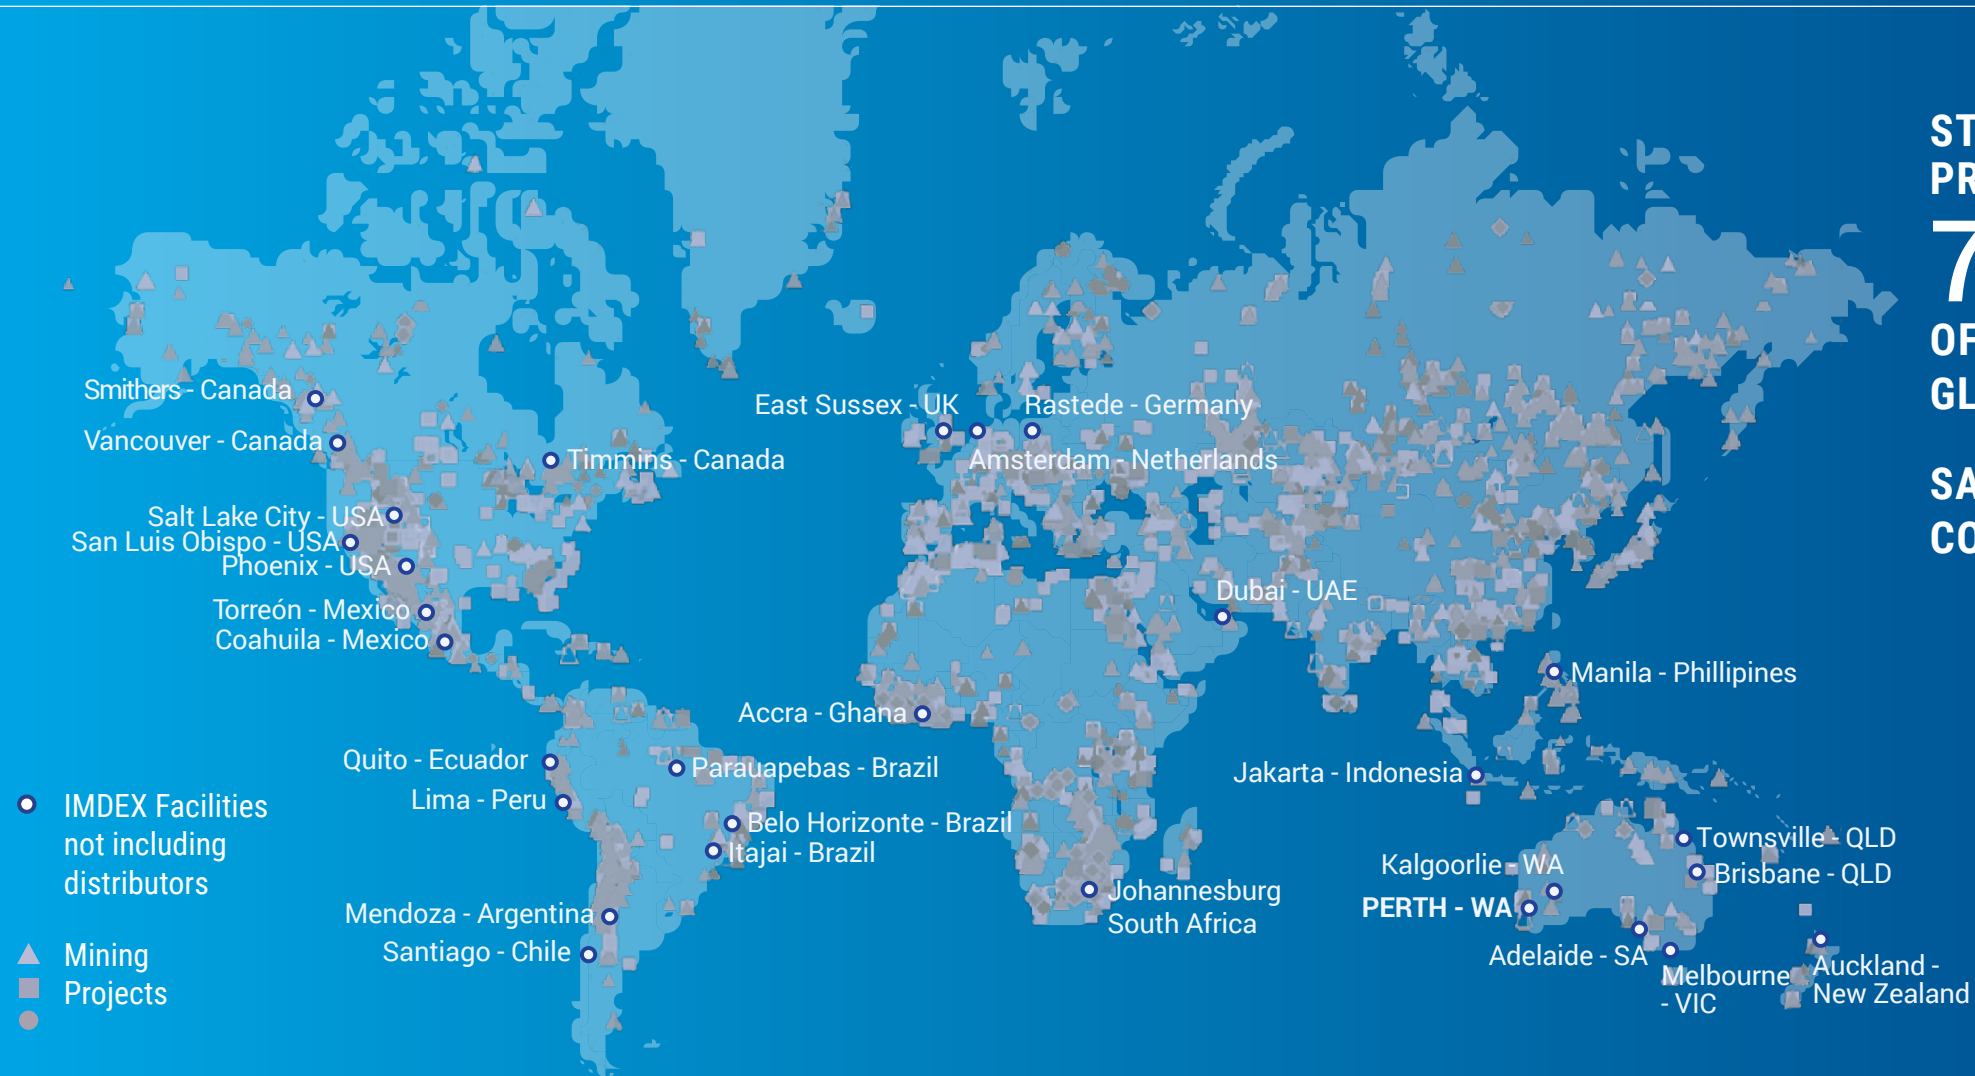 Smithers - Canada
Vancouver - Canada
Timmins - Canada
Salt Lake City - USA
San Luis Obispo - USA
Phoenix - USA
Torreón - Mexico
Coahuila - Mexico
East Sussex - UK
Rastede - Germany
Amsterdam - Netherlands
Dubai - UAE
Manila - Phillipines
Accra - Ghana
Quito - Ecuador
Parauapebas - Brazil
Lima - Peru
Belo Horizonte - Brazil
Itajai - Brazil
Jakarta - Indonesia
Mendoza - Argentina
Santiago - Chile
Johannesburg
South Africa
Townsville - QLD
Brisbane - QLD
Kalgoorlie - WA
PERTH - WA
Adelaide - SA
Melbourne
- VIC
Auckland -
New Zealand
IMDEX Facilities
not including
distributors
Mining
Projects
ST
PR
7
OF
GL
SA
CO